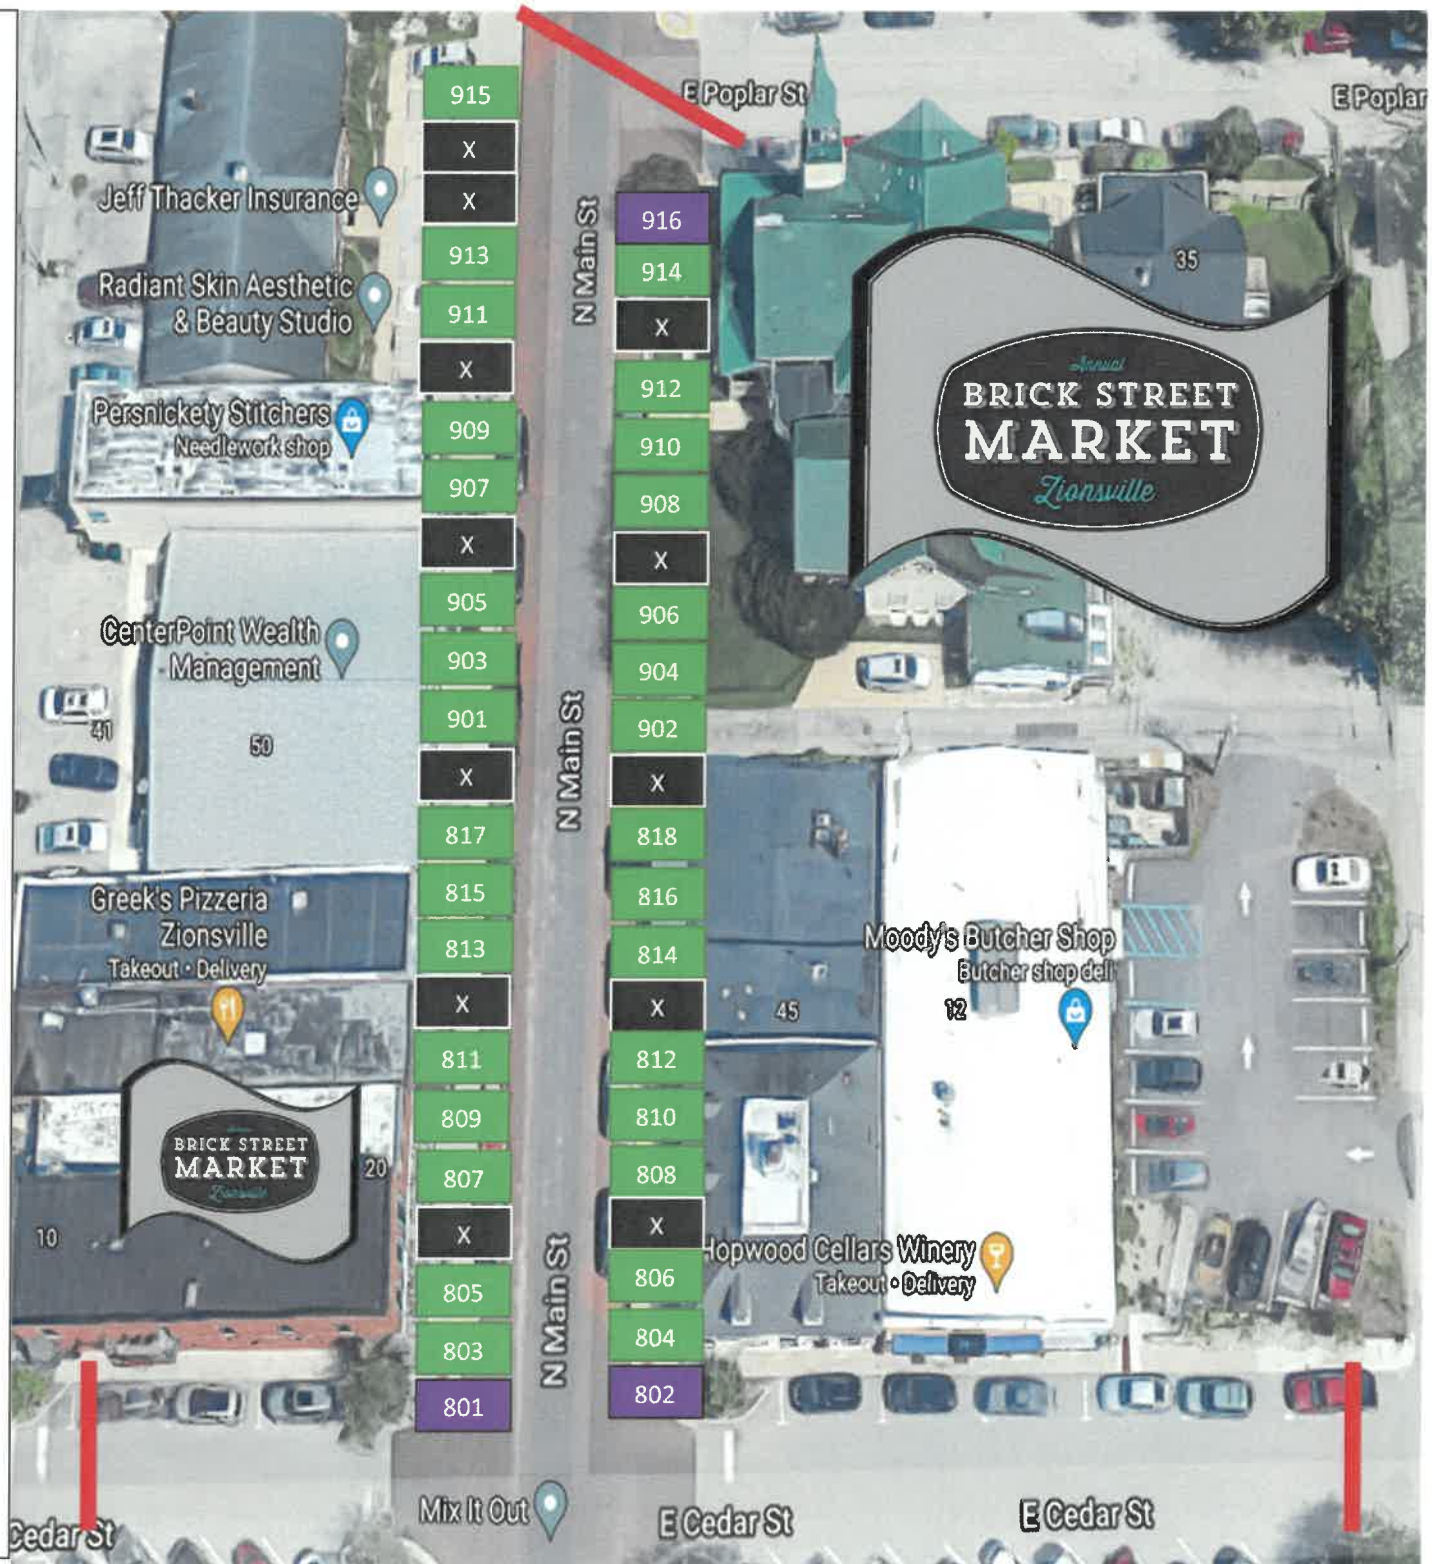 E Poplar St
E Poplar
915
X
X
913
911
X
909
907
X
905
903
901
X
817
815
813
X
811
809
807
X
805
803
801
N Main St
N Main St
N Main St
916
914
X
912
910
908
X
906
904
902
X
818
816
814
X
812
810
808
X
806
804
802
Jeff Thacker Insurance
Radiant Skin Aesthetic
& Beauty Studio
Persnickety Stitchers
Needlework shop
CenterPoint Wealth
Management
41
50
Greek's Pizzeria
Zionsville
Takeout • Delivery
BRICK STREET
MARKET
Zionsville
20
10
35
Annual
BRICK STREET
MARKET
Zionsville
Moody's Butcher Shop
Butcher shop deli
12
45
Hopwood Cellars Winery
Takeout • Delivery
Cedar St
Mix It Out
E Cedar St
E Cedar St